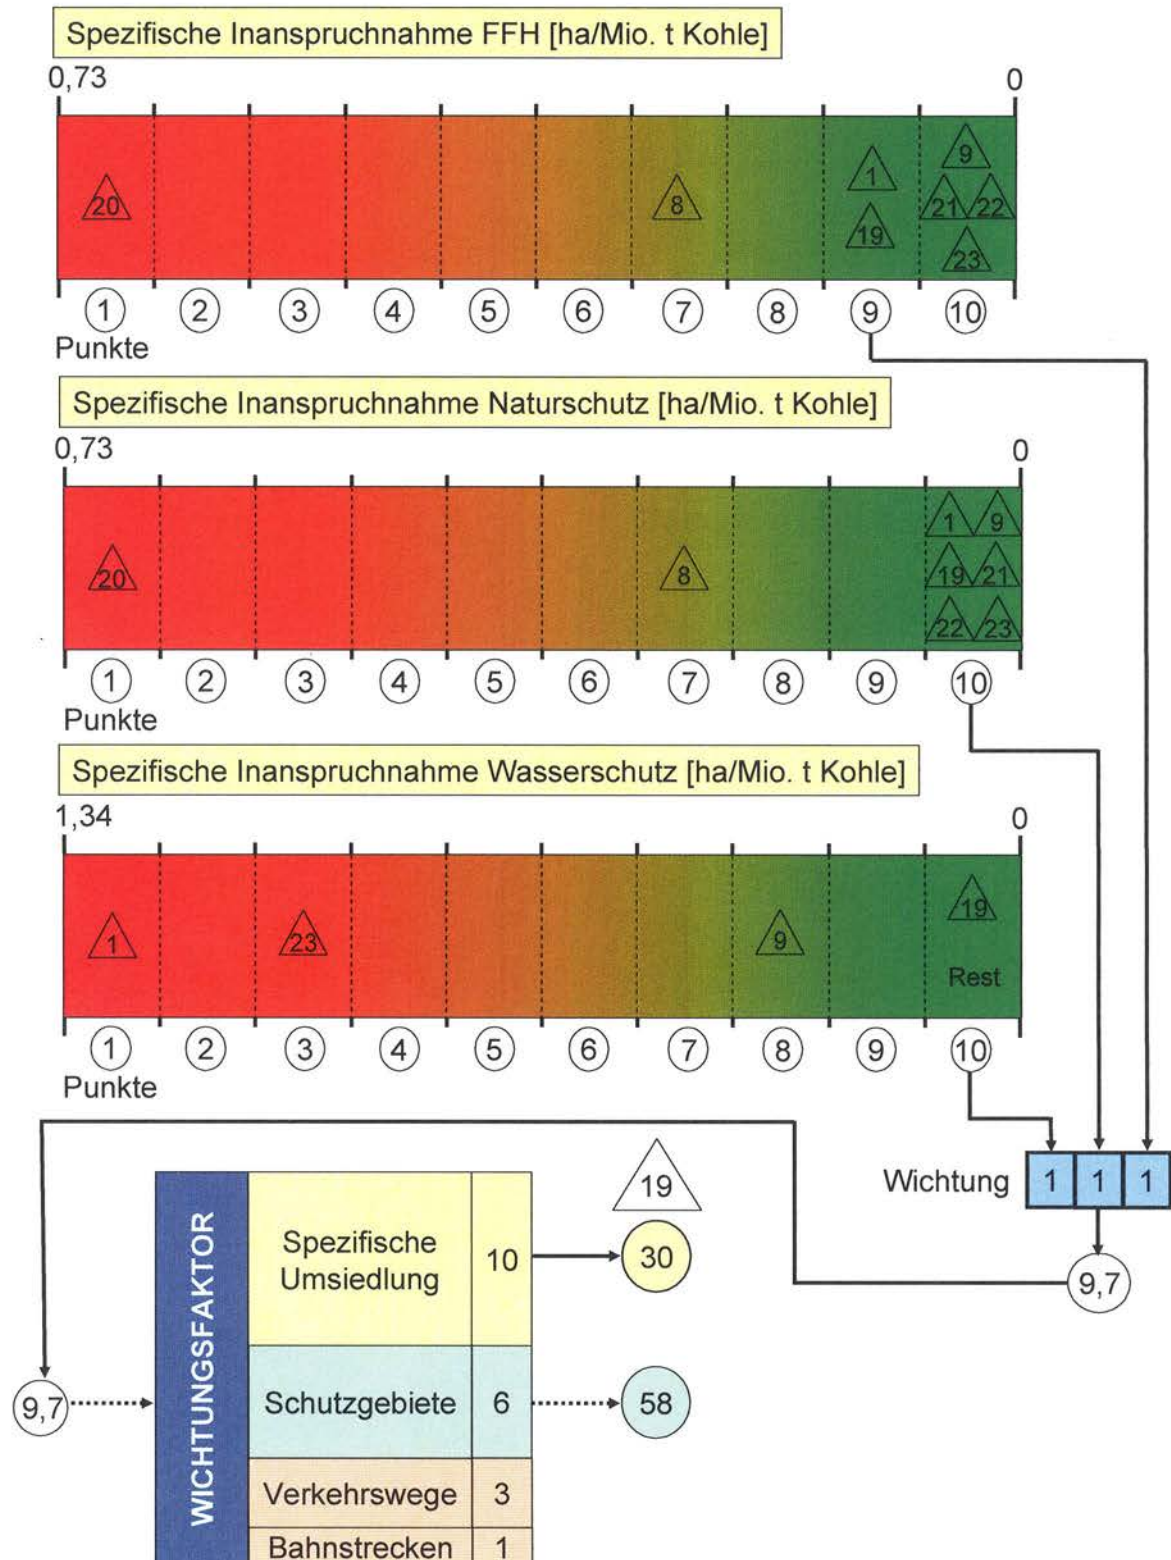 Spezifische Inanspruchnahme FFH [ha/Mio. t Kohle]
0,73 0
20 8 1 19 9 21 22 23
1 2 3 4 5 6 7 8 9 10
Punkte
Spezifische Inanspruchnahme Naturschutz [ha/Mio. t Kohle]
0,73 0
20 8 1 9 19 21 22 23
1 2 3 4 5 6 7 8 9 10
Punkte
Spezifische Inanspruchnahme Wasserschutz [ha/Mio. t Kohle]
1,34 0
1 23 9 19
Rest
1 2 3 4 5 6 7 8 9 10
Punkte
Wichtung 1 1 1
9,7
19
WICHTUNGSFAKTOR
Spezifische
Umsiedlung 10 30
9,7 Schutzgebiete 6 58
Verkehrswege 3
Bahnstrecken 1